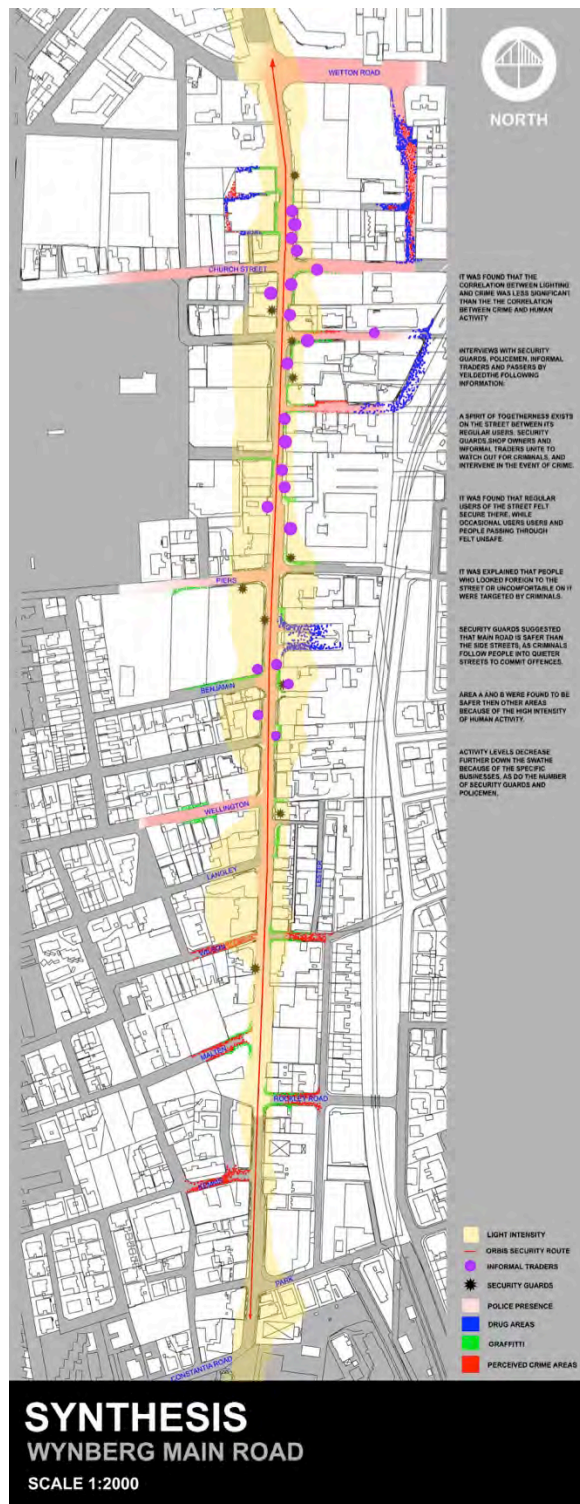 WETTON ROAD
NORTH
CHURCH STREET
IT WAS FOUND THAT THE
CORRELATION BETWEEN LIGHTING
AND CRIME WAS LESS SIGNIFICANT
THAN THE THE CORRELATION
BETWEEN CRIME AND HUMAN
ACTIVITY
INTERVIEWS WITH SECURITY
GUARDS, POLICEMEN, INFORMAL
TRADERS AND PASSERS BY
YEILDEDTHE FOLLOWING
INFORMATION:
A SPIRIT OF TOGETHERNESS EXISTS
ON THE STREET BETWEEN ITS
REGULAR USERS. SECURITY
GUARDS,SHOP OWNERS AND
INFORMAL TRADERS UNITE TO
WATCH OUT FOR CRIMINALS, AND
INTERVENE IN THE EVENT OF CRIME.
IT WAS FOUND THAT REGULAR
USERS OF THE STREET FELT
SECURE THERE, WHILE
OCCASIONAL USERS USERS AND
PEOPLE PASSING THROUGH
FELT UNSAFE.
PIERS
IT WAS EXPLAINED THAT PEOPLE
WHO LOOKED FOREIGN TO THE
STREET OR UNCOMFORTABLE ON IT
WERE TARGETED BY CRIMINALS.
SECURITY GUARDS SUGGESTED
THAT MAIN ROAD IS SAFER THAN
THE SIDE STREETS, AS CRIMINALS
FOLLOW PEOPLE INTO QUIETER
STREETS TO COMMIT OFFENCES.
BENJAMIN
AREA A AND B WERE FOUND TO BE
SAFER THEN OTHER AREAS
BECAUSE OF THE HIGH INTENSITY
OF HUMAN ACTIVITY.
ACTIVITY LEVELS DECREASE
FURTHER DOWN THE SWATHE
BECAUSE OF THE SPECIFIC
BUSINESSES, AS DO THE NUMBER
OF SECURITY GUARDS AND
POLICEMEN.
WELLINGTON
LANGLEY
ROCKLEY ROAD
PARK
CONSTANTIA ROAD
LIGHT INTENSITY
ORBIS SECURITY ROUTE
INFORMAL TRADERS
SECURITY GUARDS
POLICE PRESENCE
DRUG AREAS
GRAFFITTI
PERCEIVED CRIME AREAS
SYNTHESIS
WYNBERG MAIN ROAD
SCALE 1:2000